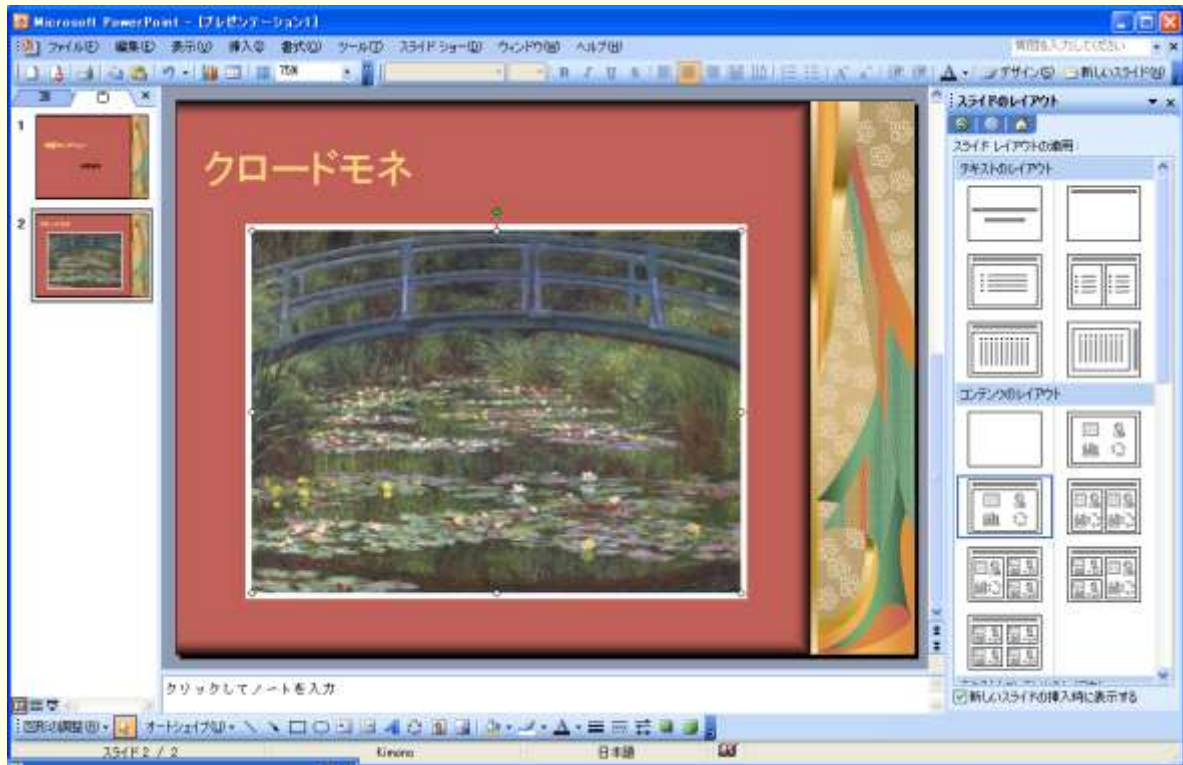 Microsoft PowerPoint - [プレゼンテーション1]
ファイル(F) 編集(E) 表示(V) 挿入(I) 書式(O) ツール(T) スライド ショー(D) ウィンドウ(W) ヘルプ(H)
質問を入力してください
75%
B I U S
デザイン(S) 新しいスライド(N)
スライドのレイアウト
1
2
クロードモネ
スライド レイアウトの適用:
テキストのレイアウト
コンテンツのレイアウト
クリックしてノートを入力
新しいスライドの挿入時に表示する
図形の調整(R) オートシェイプ(U)
スライド 2 / 2
Kimono
日本語